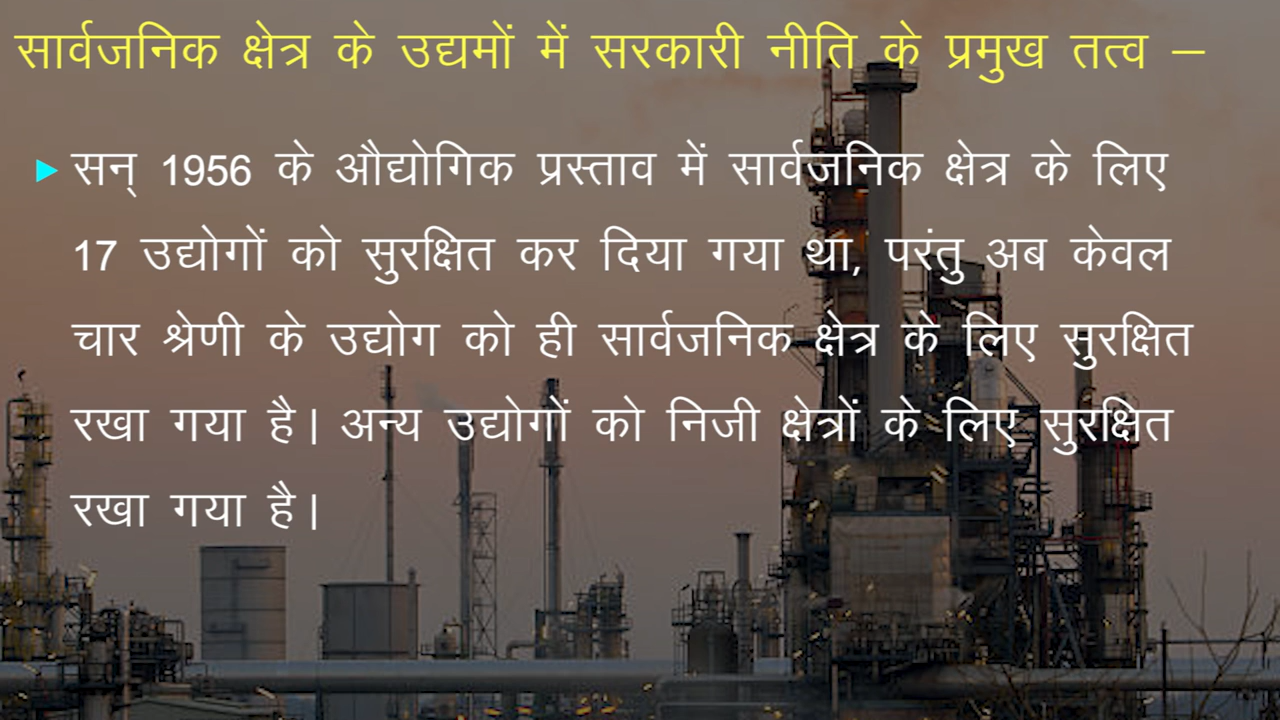 सार्वजनिक क्षेत्र के उद्यमों में सरकारी नीति के प्रमुख तत्व –
सन् 1956 के औद्योगिक प्रस्ताव में सार्वजनिक क्षेत्र के लिए
17 उद्योगों को सुरक्षित कर दिया गया था, परंतु अब केवल
चार श्रेणी के उद्योग को ही सार्वजनिक क्षेत्र के लिए सुरक्षित
रखा गया है। अन्य उद्योगों को निजी क्षेत्रों के लिए सुरक्षित
रखा गया है।